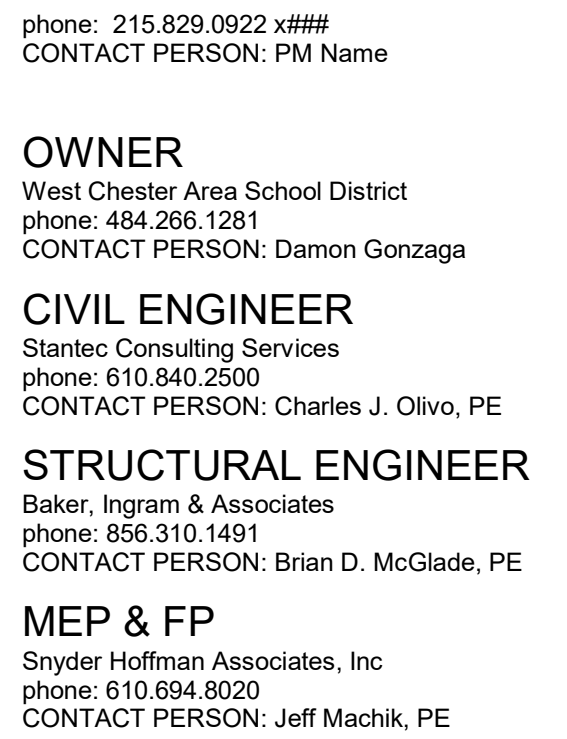 phone:  215.829.0922 x###
CONTACT PERSON: PM Name
OWNER
West Chester Area School District
phone: 484.266.1281
CONTACT PERSON: Damon Gonzaga
CIVIL ENGINEER
Stantec Consulting Services
phone: 610.840.2500
CONTACT PERSON: Charles J. Olivo, PE
STRUCTURAL ENGINEER
Baker, Ingram & Associates
phone: 856.310.1491
CONTACT PERSON: Brian D. McGlade, PE
MEP & FP
Snyder Hoffman Associates, Inc
phone: 610.694.8020
CONTACT PERSON: Jeff Machik, PE